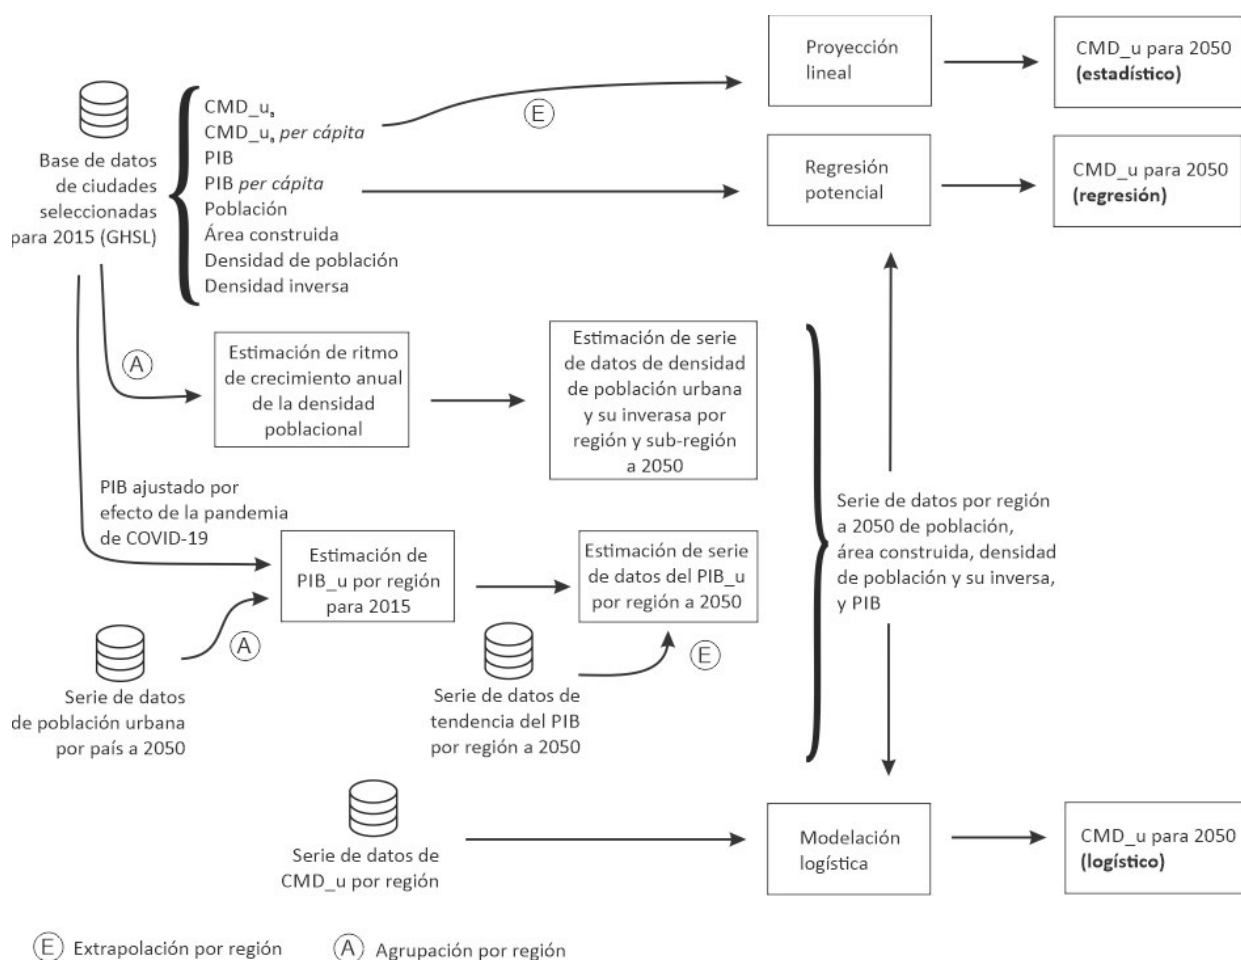 Base de datos
de ciudades
seleccionadas
para 2015 (GHSL)
CMD_uₐ
CMD_uₐ per cápita
PIB
PIB per cápita
Población
Área construida
Densidad de población
Densidad inversa
E
Proyección
lineal
CMD_u para 2050
(estadístico)
Regresión
potencial
CMD_u para 2050
(regresión)
A
Estimación de ritmo
de crecimiento anual
de la densidad
poblacional
Estimación de serie
de datos de densidad
de población urbana
y su inverasa por
región y sub-región
a 2050
PIB ajustado por
efecto de la pandemia
de COVID-19
Estimación de
PIB_u por región
para 2015
Estimación de serie
de datos del PIB_u
por región a 2050
Serie de datos por región
a 2050 de población,
área construida, densidad
de población y su inversa,
y PIB
A
E
Serie de datos
de población urbana
por país a 2050
Serie de datos de
tendencia del PIB
por región a 2050
Serie de datos de
CMD_u por región
Modelación
logística
CMD_u para 2050
(logístico)
E Extrapolación por región
A Agrupación por región